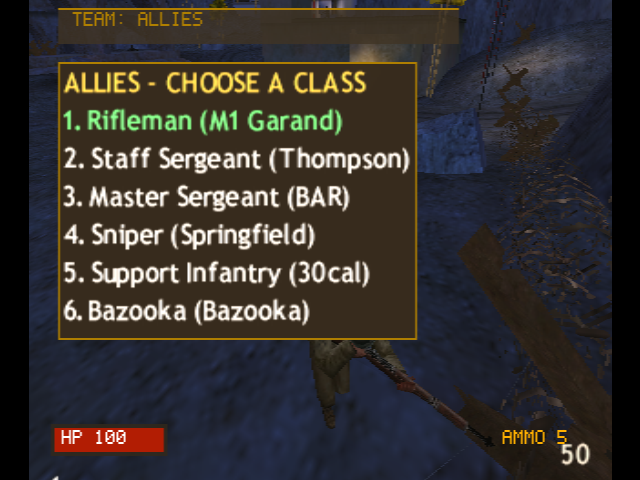 TEAM: ALLIES
ALLIES - CHOOSE A CLASS
1. Rifleman (M1 Garand)
2. Staff Sergeant (Thompson)
3. Master Sergeant (BAR)
4. Sniper (Springfield)
5. Support Infantry (30cal)
6. Bazooka (Bazooka)
HP 100
AMMO 5
50